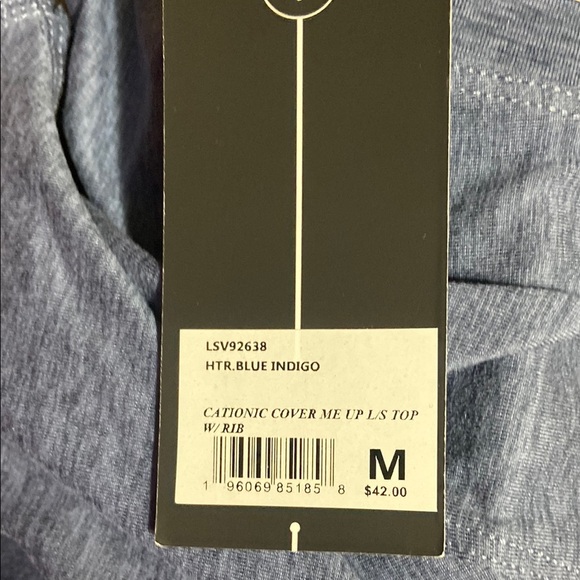 LSV92638
HTR.BLUE INDIGO
CATIONIC COVER ME UP L/S TOP
W/ RIB
M
1 96069 85185 8
$42.00